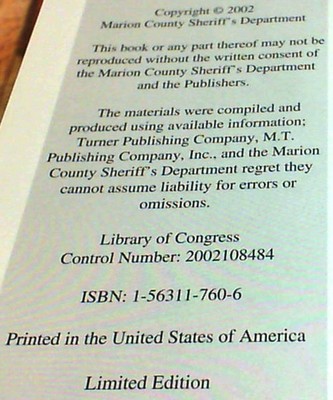 Copyright © 2002
Marion County Sheriff's Department
This book or any part thereof may not be
reproduced without the written consent of
the Marion County Sheriff's Department
and the Publishers.
The materials were compiled and
produced using available information;
Turner Publishing Company, M.T.
Publishing Company, Inc., and the Marion
County Sheriff's Department regret they
cannot assume liability for errors or
omissions.
Library of Congress
Control Number: 2002108484
ISBN: 1-56311-760-6
Printed in the United States of America
Limited Edition